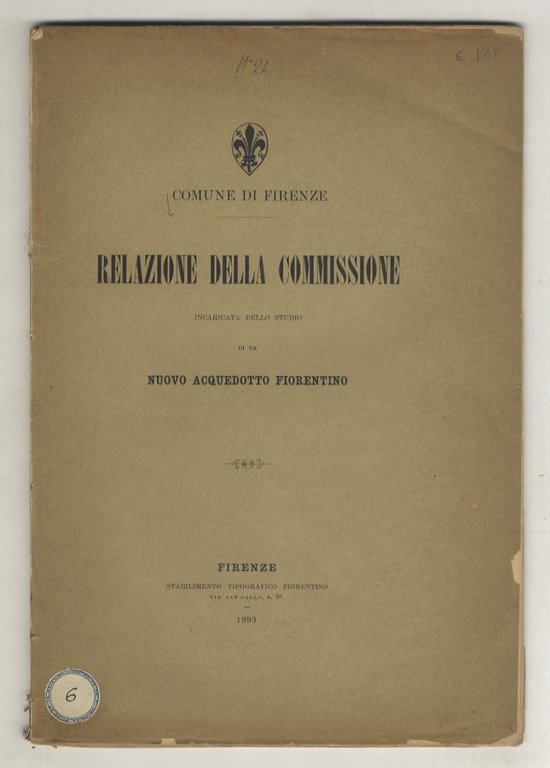 € 180
COMUNE DI FIRENZE
RELAZIONE DELLA COMMISSIONE
INCARICATA DELLO STUDIO
DI UN
NUOVO ACQUEDOTTO FIORENTINO
FIRENZE
STABILIMENTO TIPOGRAFICO FIORENTINO
VIA SAN GALLO, N. 33
1893
6